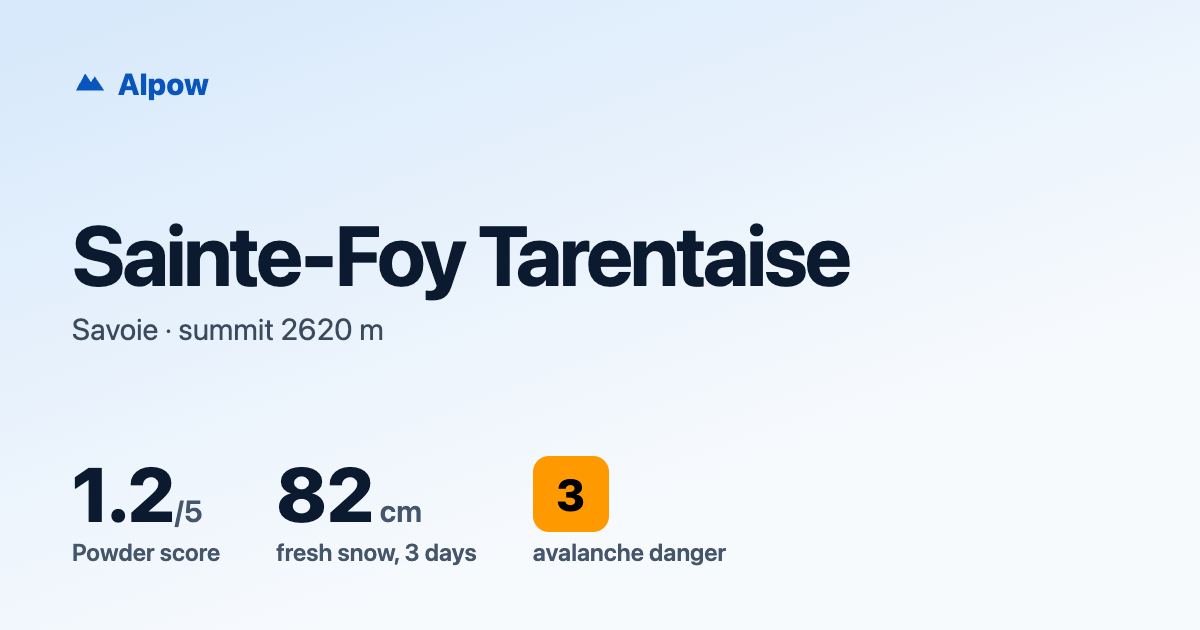 Alpow
Sainte-Foy Tarentaise
Savoie · summit 2620 m
1.2/5 82 cm 3
Powder score fresh snow, 3 days avalanche danger